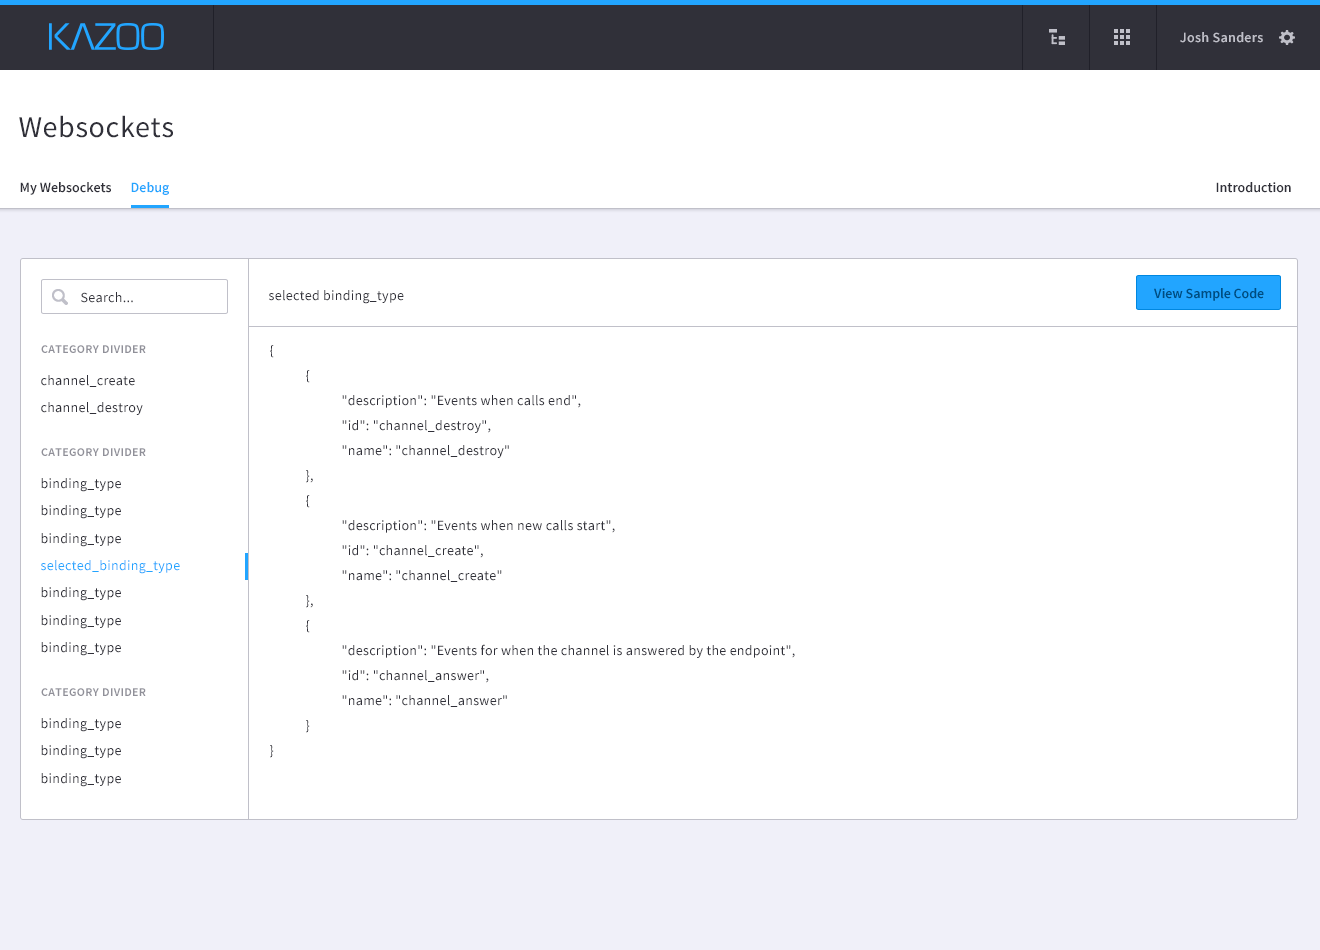 KAZOO
Josh Sanders
Websockets
My Websockets
Debug
Introduction
Search...
CATEGORY DIVIDER
channel_create
channel_destroy
CATEGORY DIVIDER
binding_type
binding_type
binding_type
selected_binding_type
binding_type
binding_type
binding_type
CATEGORY DIVIDER
binding_type
binding_type
binding_type
selected binding_type
View Sample Code
{
{
"description": "Events when calls end",
"id": "channel_destroy",
"name": "channel_destroy"
},
{
"description": "Events when new calls start",
"id": "channel_create",
"name": "channel_create"
},
{
"description": "Events for when the channel is answered by the endpoint",
"id": "channel_answer",
"name": "channel_answer"
}
}